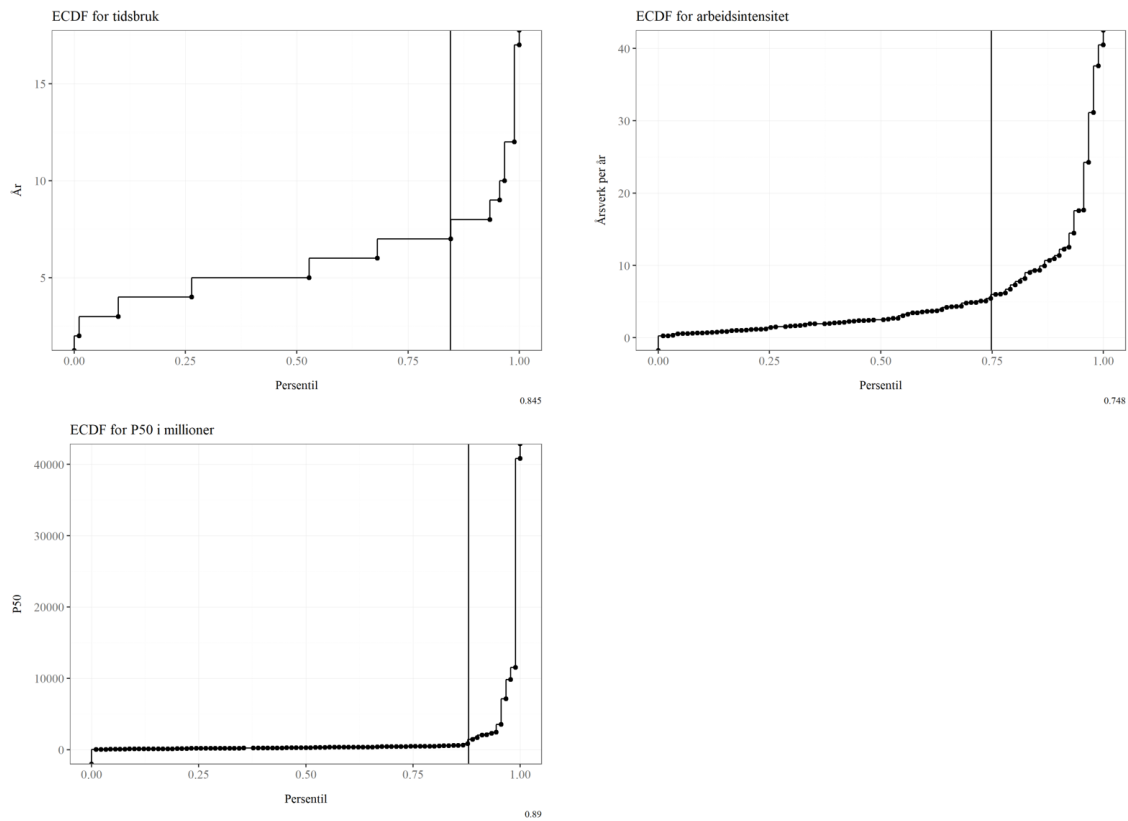 ECDF for tidsbruk
År
15
10
5
0.00 0.25 0.50 0.75 1.00
Persentil
0.845
ECDF for arbeidsintensitet
Årsverk per år
40
30
20
10
0
0.00 0.25 0.50 0.75 1.00
Persentil
0.748
ECDF for P50 i millioner
P50
40000
30000
20000
10000
0
0.00 0.25 0.50 0.75 1.00
Persentil
0.89